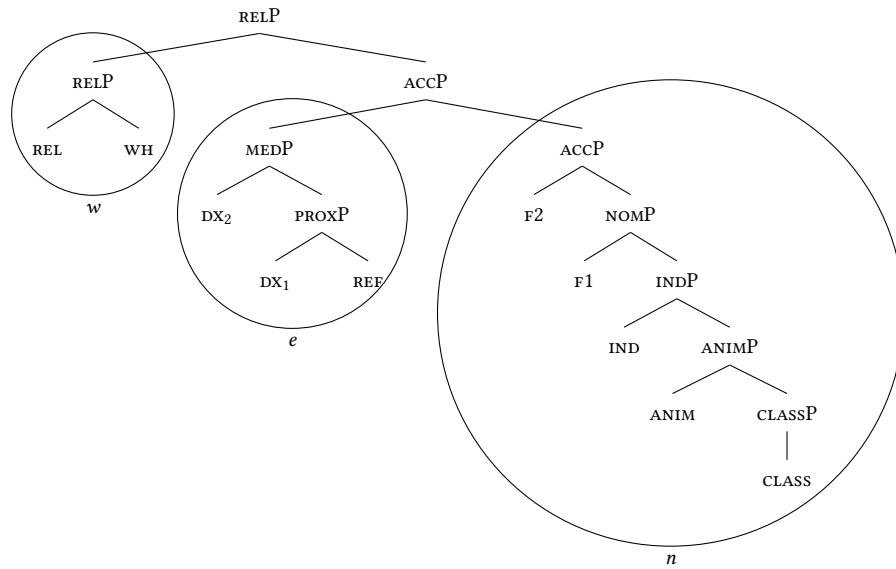 RELP
RELP ACCP
REL WH MEDP ACCP
w DX2 PROXP F2 NOMP
DX1 REF F1 INDP
e IND ANIMP
ANIM CLASSP
CLASS
n